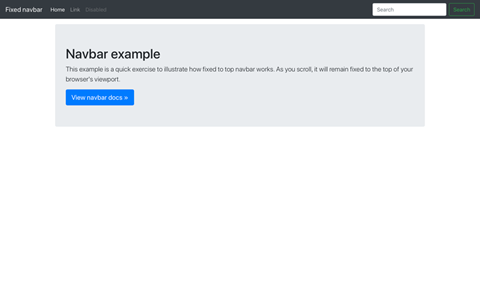 Fixed navbar Home Link Disabled Search Search
Navbar example
This example is a quick exercise to illustrate how fixed to top navbar works. As you scroll, it will remain fixed to the top of your
browser's viewport.
View navbar docs »